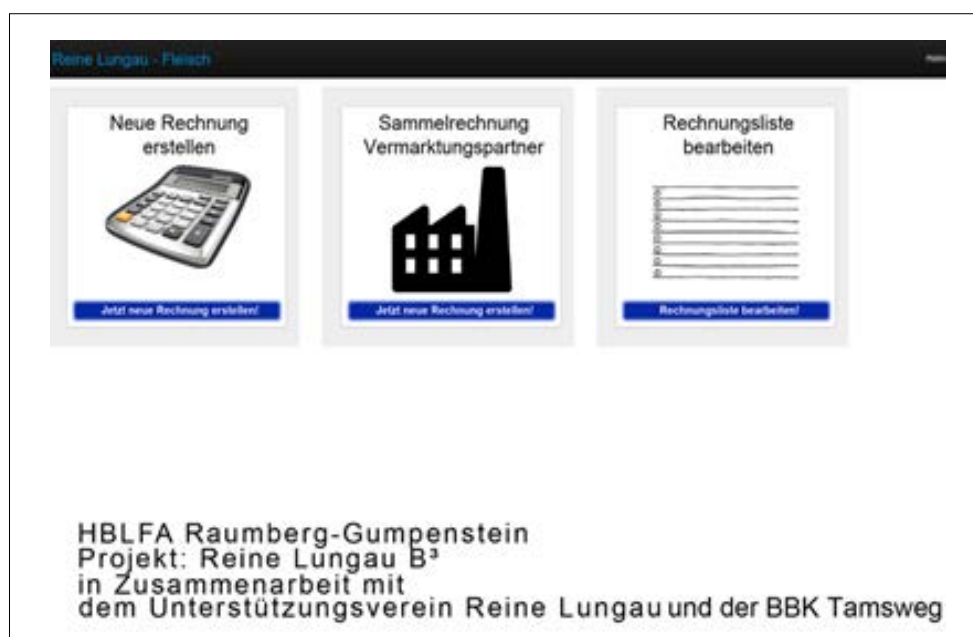 Reine Lungau - Fleisch
Neue Rechnung
erstellen
Jetzt neue Rechnung erstellen!
Sammelrechnung
Vermarktungspartner
Jetzt neue Rechnung erstellen!
Rechnungsliste
bearbeiten
Rechnungsliste bearbeiten!
HBLFA Raumberg-Gumpenstein
Projekt: Reine Lungau B³
in Zusammenarbeit mit
dem Unterstützungsverein Reine Lungau und der BBK Tamsweg